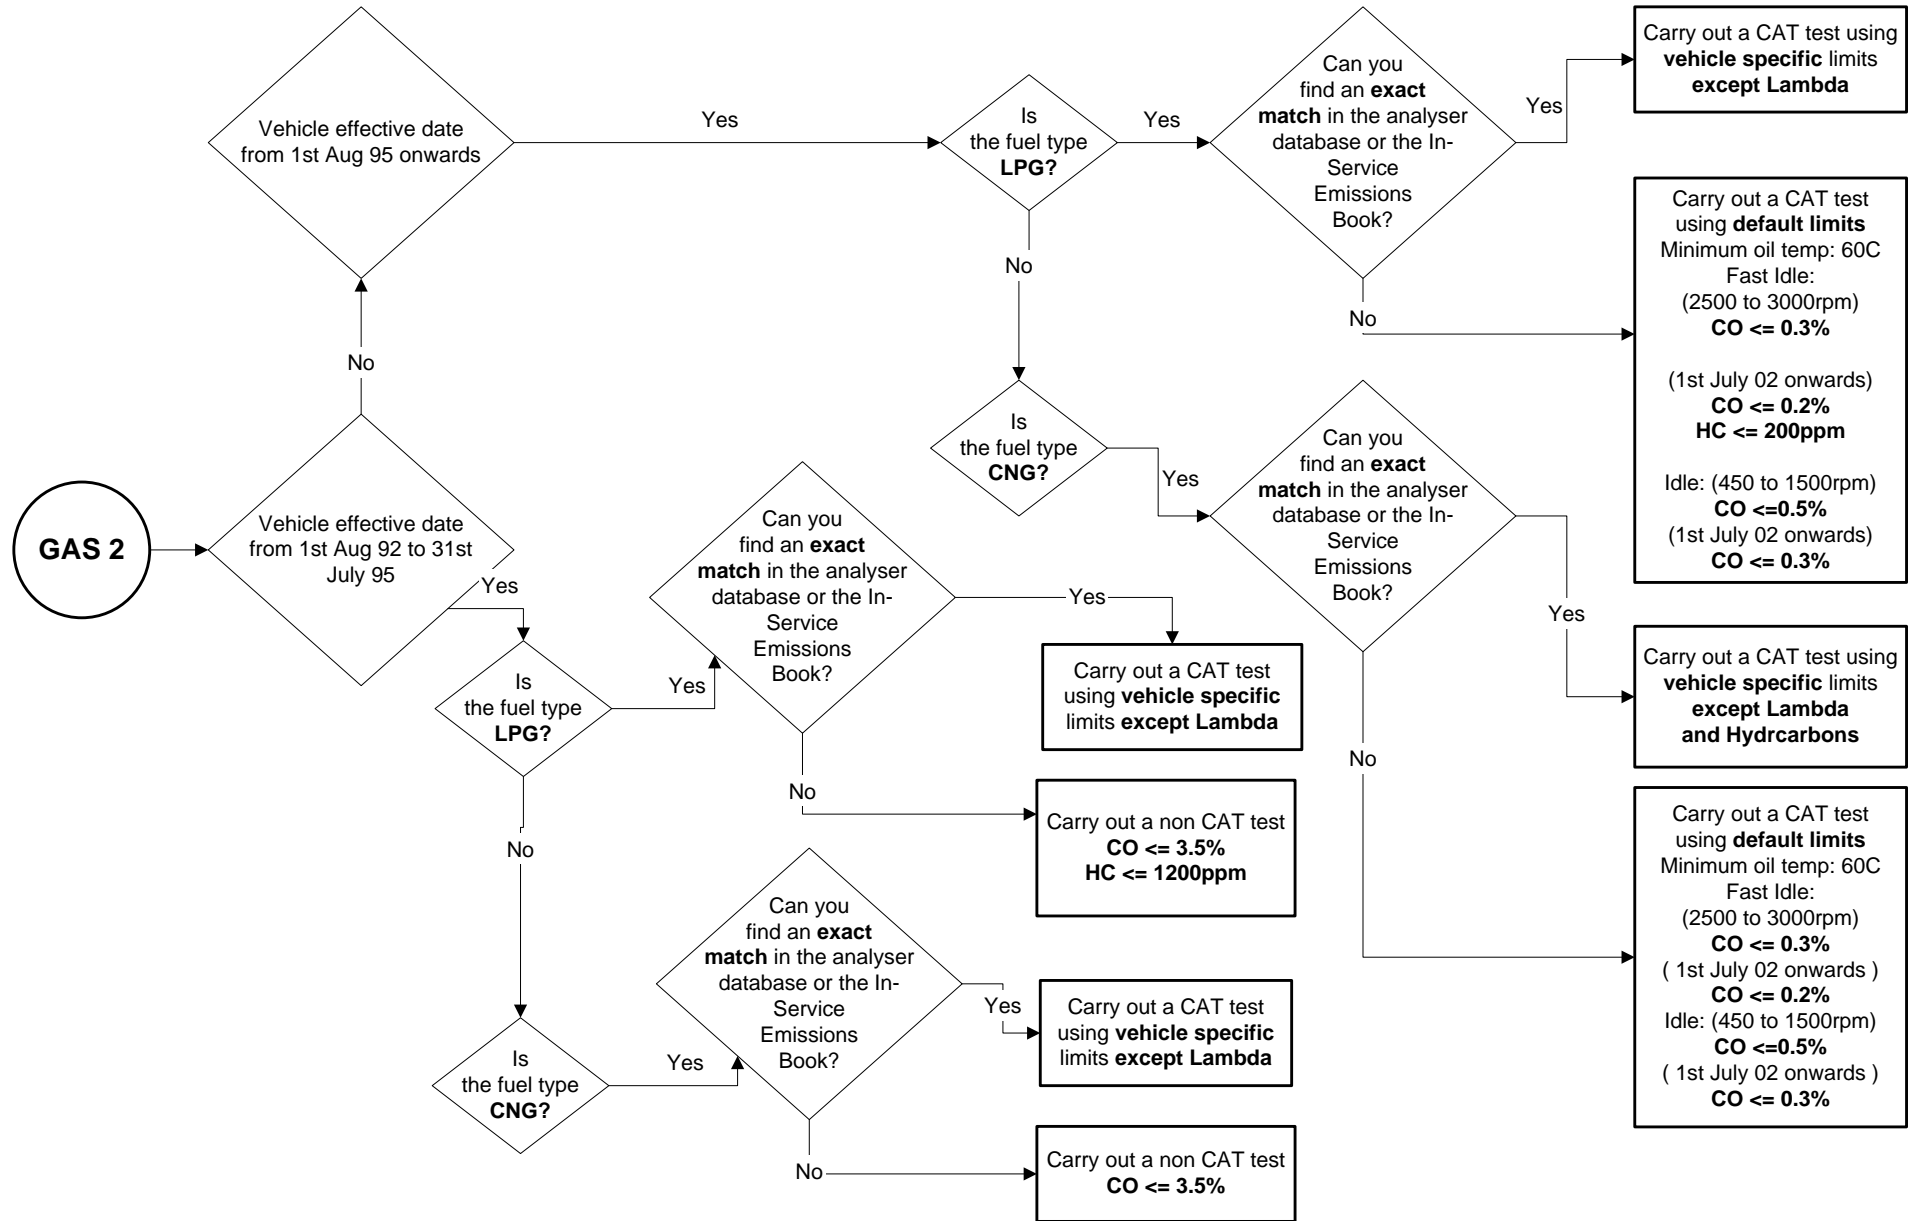 GAS 2
Vehicle effective date
from 1st Aug 92 to 31st
July 95
No
Yes
Vehicle effective date
from 1st Aug 95 onwards
Yes
Is
the fuel type
LPG?
Yes
No
Can you
find an exact
match in the analyser
database or the In-
Service
Emissions
Book?
Yes
No
Carry out a CAT test using
vehicle specific limits
except Lambda
Carry out a CAT test
using default limits
Minimum oil temp: 60C
Fast Idle:
(2500 to 3000rpm)
CO <= 0.3%
(1st July 02 onwards)
CO <= 0.2%
HC <= 200ppm
Idle: (450 to 1500rpm)
CO <=0.5%
(1st July 02 onwards)
CO <= 0.3%
Is
the fuel type
CNG?
Yes
Can you
find an exact
match in the analyser
database or the In-
Service
Emissions
Book?
Yes
No
Carry out a CAT test using
vehicle specific limits
except Lambda
and Hydrcarbons
Carry out a CAT test
using default limits
Minimum oil temp: 60C
Fast Idle:
(2500 to 3000rpm)
CO <= 0.3%
( 1st July 02 onwards )
CO <= 0.2%
Idle: (450 to 1500rpm)
CO <=0.5%
( 1st July 02 onwards )
CO <= 0.3%
Is
the fuel type
LPG?
Yes
No
Can you
find an exact
match in the analyser
database or the In-
Service
Emissions
Book?
Yes
No
Carry out a CAT test
using vehicle specific
limits except Lambda
Carry out a non CAT test
CO <= 3.5%
HC <= 1200ppm
Is
the fuel type
CNG?
Yes
Can you
find an exact
match in the analyser
database or the In-
Service
Emissions
Book?
Yes
No
Carry out a CAT test
using vehicle specific
limits except Lambda
Carry out a non CAT test
CO <= 3.5%